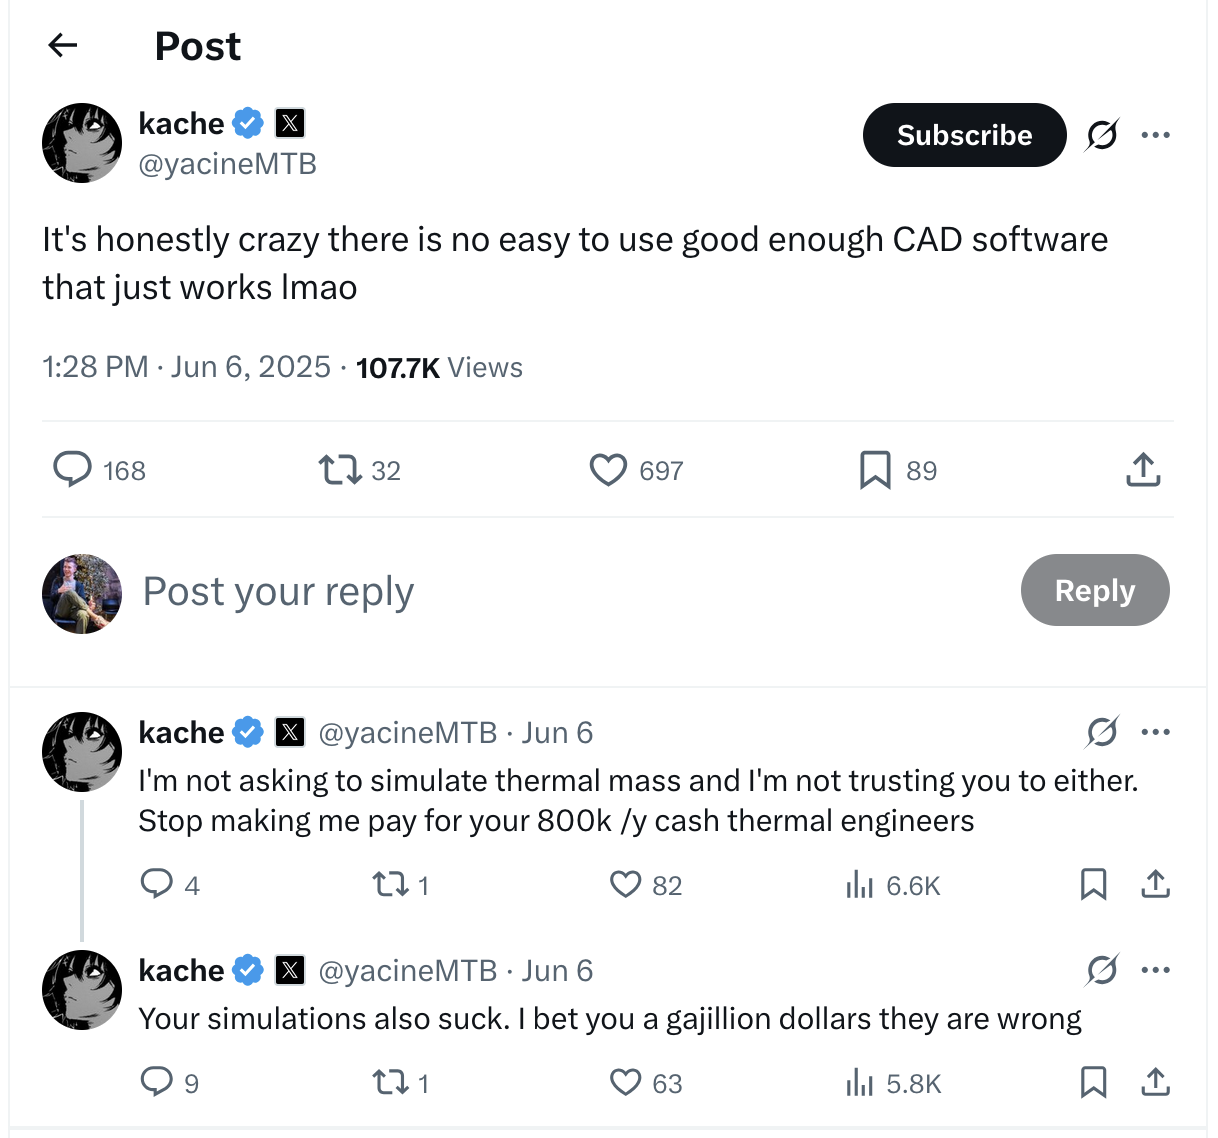 Post
kache
@yacineMTB
Subscribe
It's honestly crazy there is no easy to use good enough CAD software
that just works lmao
1:28 PM · Jun 6, 2025 · 107.7K Views
168 32 697 89
Post your reply
Reply
kache @yacineMTB · Jun 6
I'm not asking to simulate thermal mass and I'm not trusting you to either.
Stop making me pay for your 800k /y cash thermal engineers
4 1 82 6.6K
kache @yacineMTB · Jun 6
Your simulations also suck. I bet you a gajillion dollars they are wrong
9 1 63 5.8K